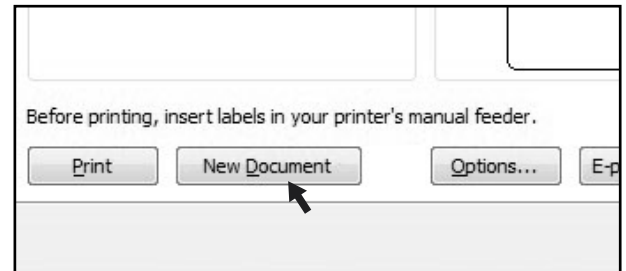 Before printing, insert labels in your printer's manual feeder.
Print New Document Options... E-p